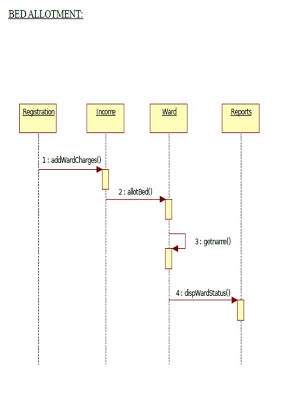 BED ALLOTMENT:
Registration Income Ward Reports
1 : addWardCharges()
2 : allotBed()
3 : getname()
4 : dispWardStatus()